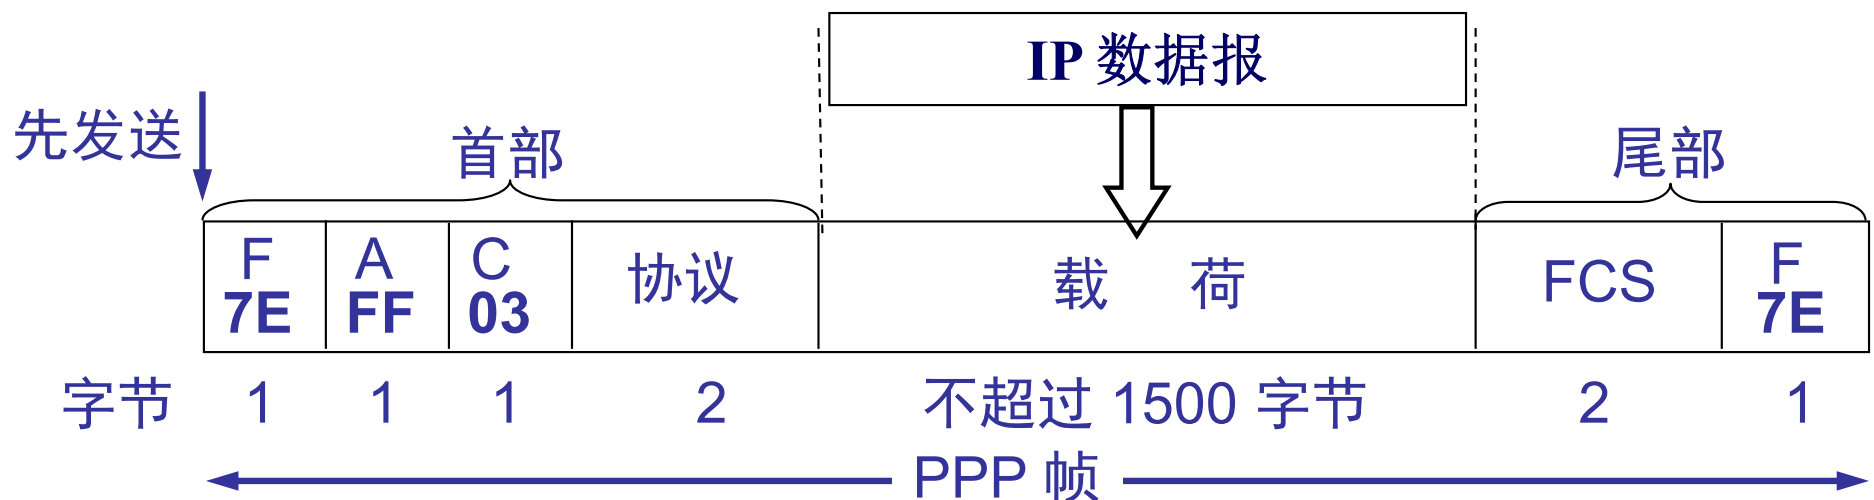 IP 数据报
先发送
首部
尾部
F A C 协议 载 荷 FCS F
7E FF 03 7E
字节 1 1 1 2 不超过 1500 字节 2 1
PPP 帧